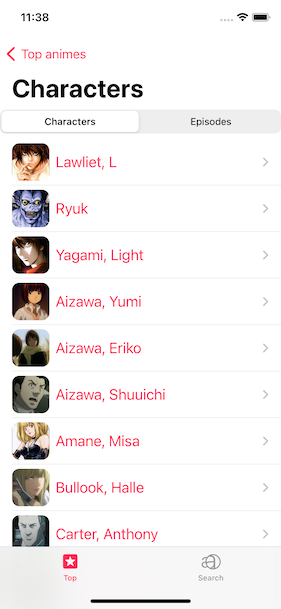 11:38
Top animes
Characters
Characters Episodes
Lawliet, L
Ryuk
Yagami, Light
Aizawa, Yumi
Aizawa, Eriko
Aizawa, Shuuichi
Amane, Misa
Bullook, Halle
Carter, Anthony
Top Search